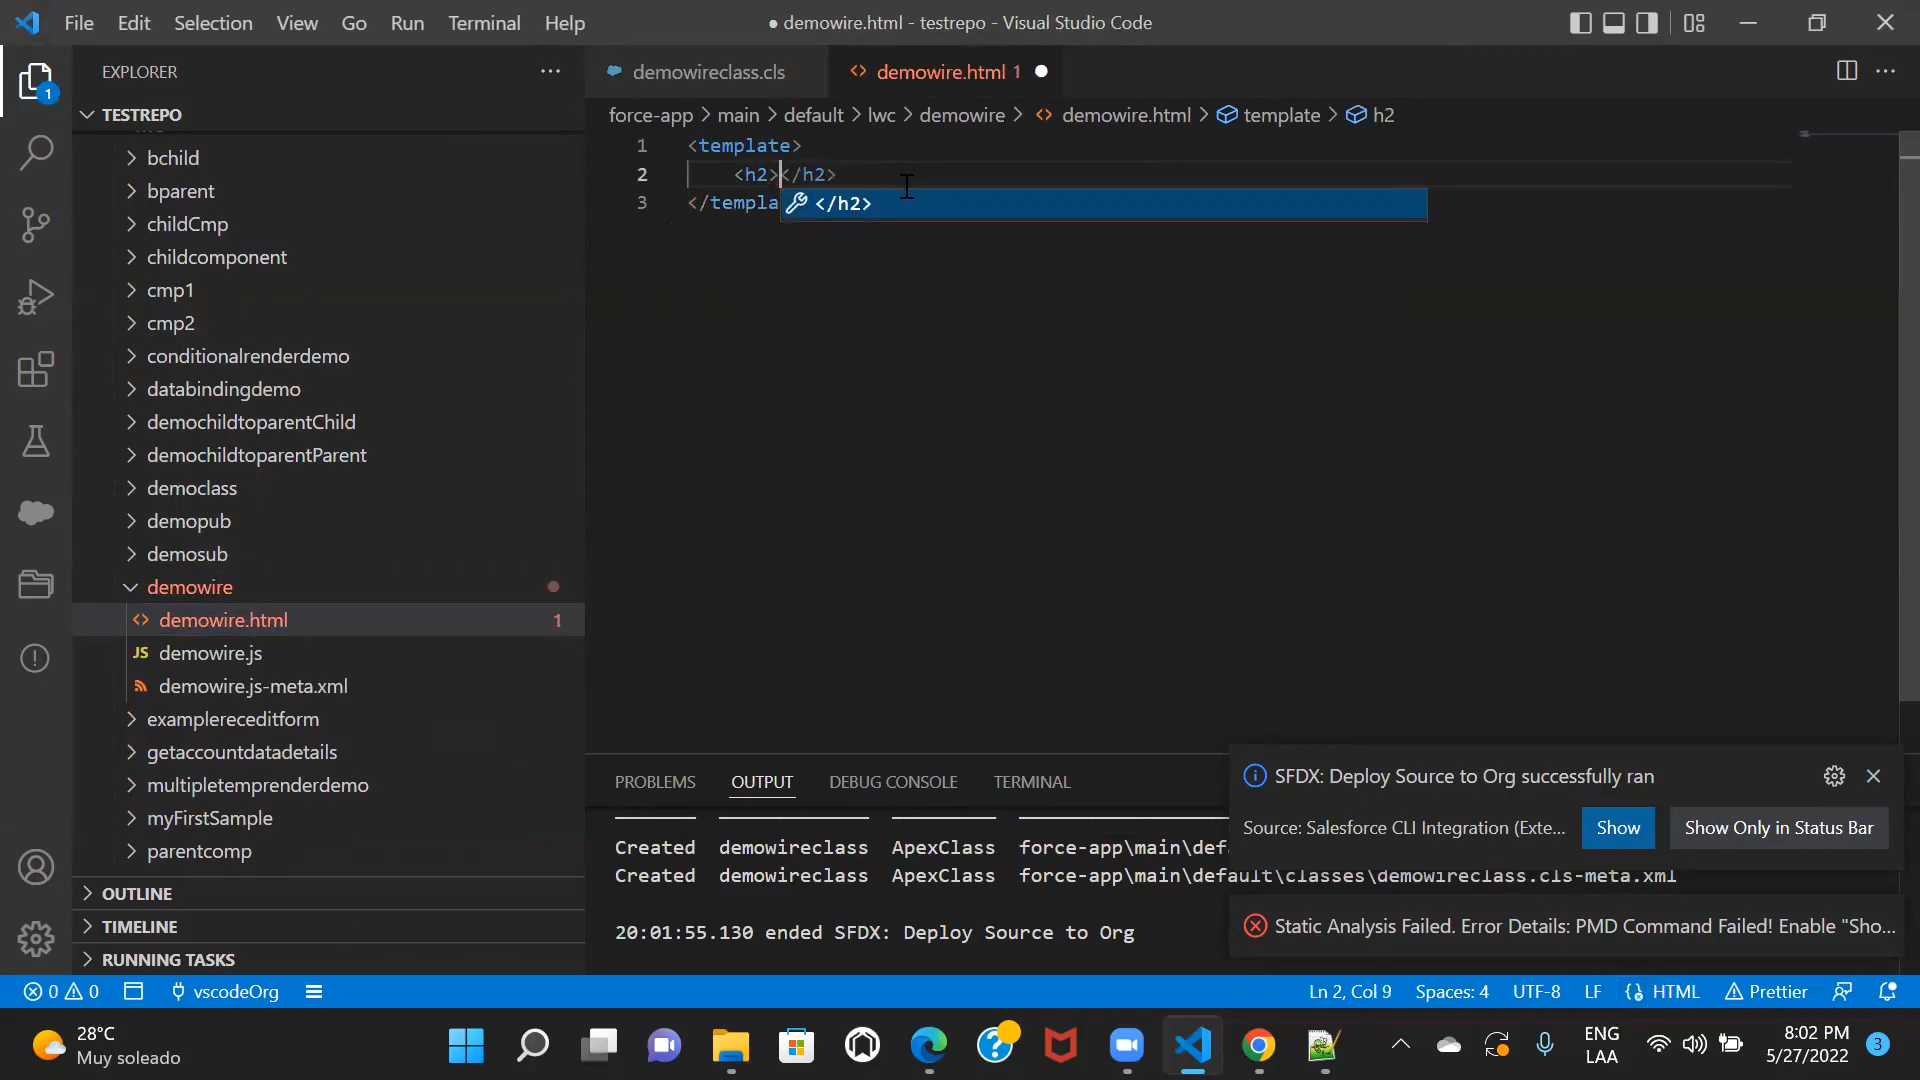 File Edit Selection View Go Run Terminal Help
● demowire.html - testrepo - Visual Studio Code
EXPLORER
demowireclass.cls
demowire.html 1
TESTREPO
force-app > main > default > lwc > demowire > demowire.html > template > h2
bchild
bparent
childCmp
childcomponent
cmp1
cmp2
conditionalrenderdemo
databindingdemo
demochildtoparentChild
demochildtoparentParent
democlass
demopub
demosub
demowire
demowire.html 1
demowire.js
demowire.js-meta.xml
examplereceditform
getaccountdatadetails
multipletemprenderdemo
myFirstSample
parentcomp
OUTLINE
TIMELINE
RUNNING TASKS
1 <template>
2 <h2></h2>
3 </templa
</h2>
PROBLEMS OUTPUT DEBUG CONSOLE TERMINAL
Created demowireclass ApexClass force-app\main\def
Created demowireclass ApexClass force-app\main\default\classes\demowireclass.cls-meta.xml
20:01:55.130 ended SFDX: Deploy Source to Org
SFDX: Deploy Source to Org successfully ran
Source: Salesforce CLI Integration (Exte...
Show
Show Only in Status Bar
Static Analysis Failed. Error Details: PMD Command Failed! Enable "Sho...
0 0 vscodeOrg
Ln 2, Col 9 Spaces: 4 UTF-8 LF HTML Prettier
1
JS
28°C
Muy soleado
ENG
LAA
8:02 PM
5/27/2022
3